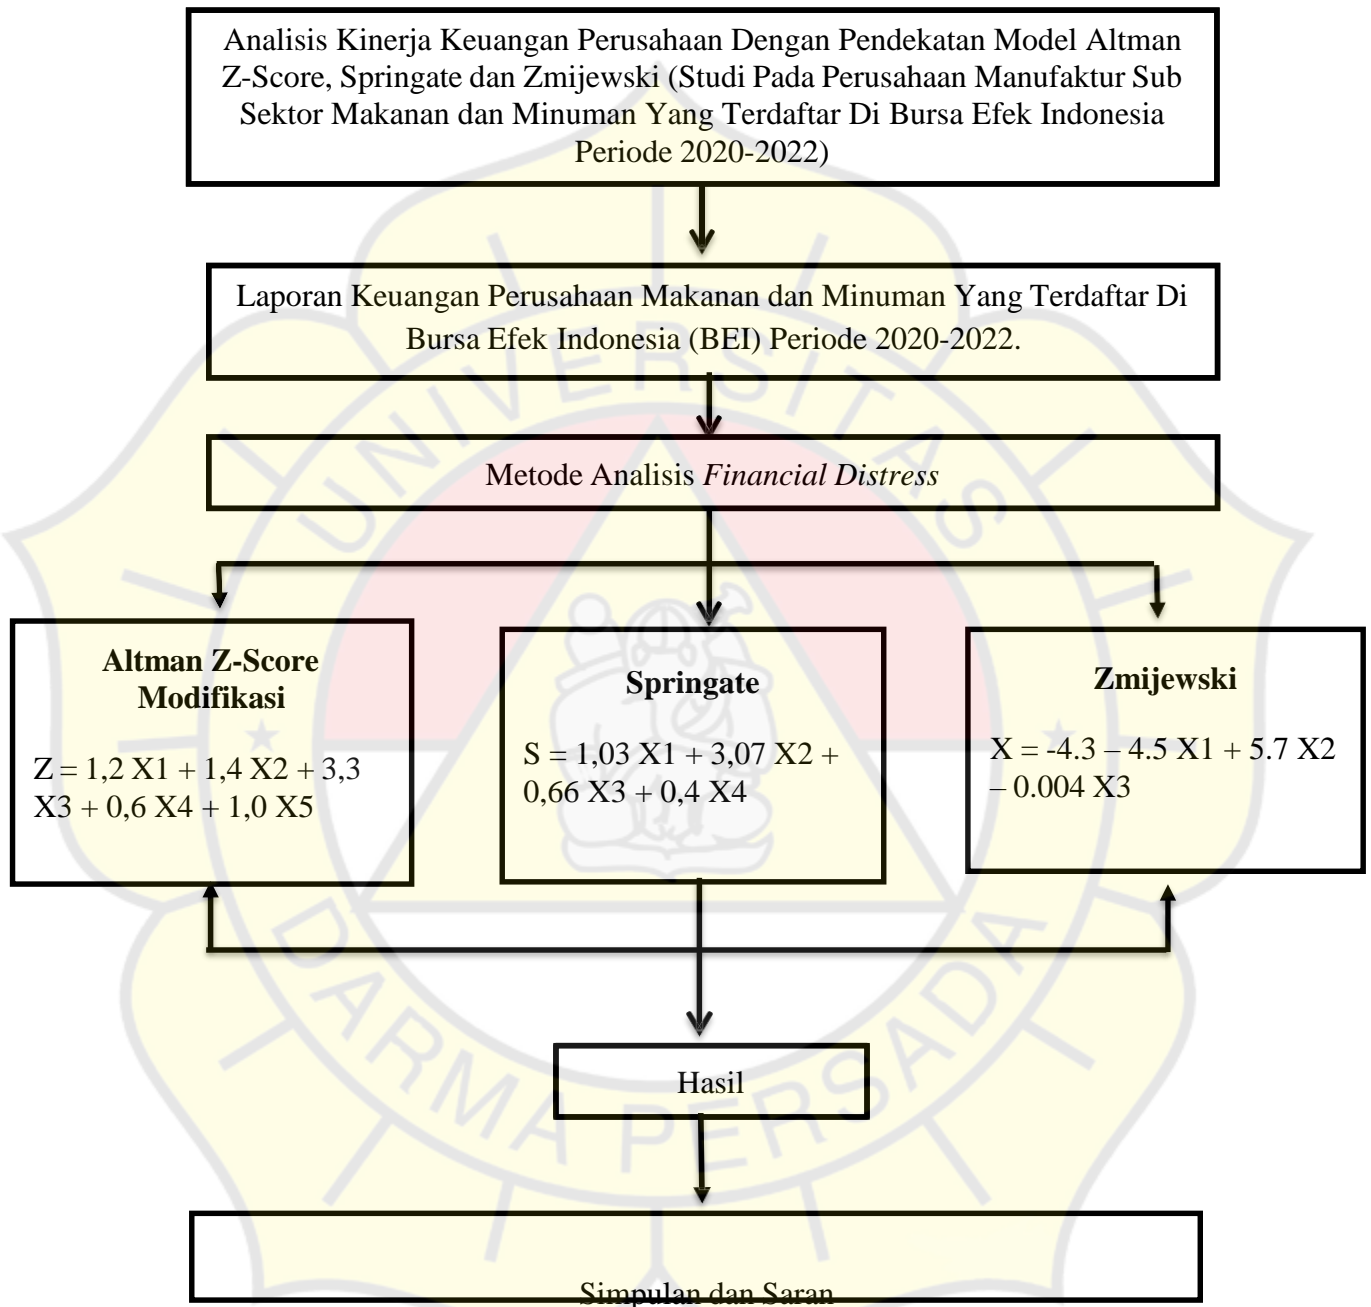 Analisis Kinerja Keuangan Perusahaan Dengan Pendekatan Model Altman
Z-Score, Springate dan Zmijewski (Studi Pada Perusahaan Manufaktur Sub
Sektor Makanan dan Minuman Yang Terdaftar Di Bursa Efek Indonesia
Periode 2020-2022)
Laporan Keuangan Perusahaan Makanan dan Minuman Yang Terdaftar Di
Bursa Efek Indonesia (BEI) Periode 2020-2022.
UNIVERSITAS
Metode Analisis Financial Distress
Altman Z-Score
Modifikasi
Z = 1,2 X1 + 1,4 X2 + 3,3
X3 + 0,6 X4 + 1,0 X5
Springate
S = 1,03 X1 + 3,07 X2 +
0,66 X3 + 0,4 X4
Zmijewski
X = -4.3 – 4.5 X1 + 5.7 X2
– 0.004 X3
DARMA PERSADA
Hasil
Simpulan dan Saran